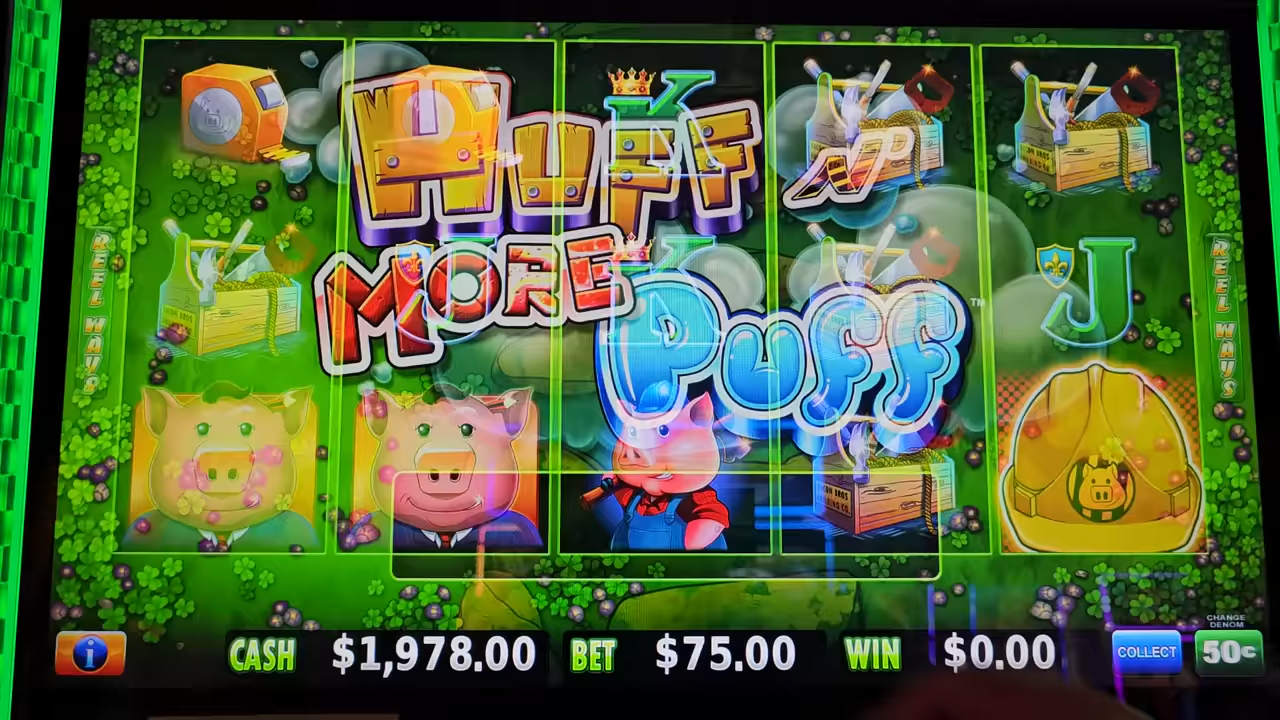 HUFF N'
MORE
PUFF™
K
K
J
REEL WAYS
REEL WAYS
CASH $1,978.00 BET $75.00 WIN $0.00
COLLECT
CHANGE
DENOM
50¢